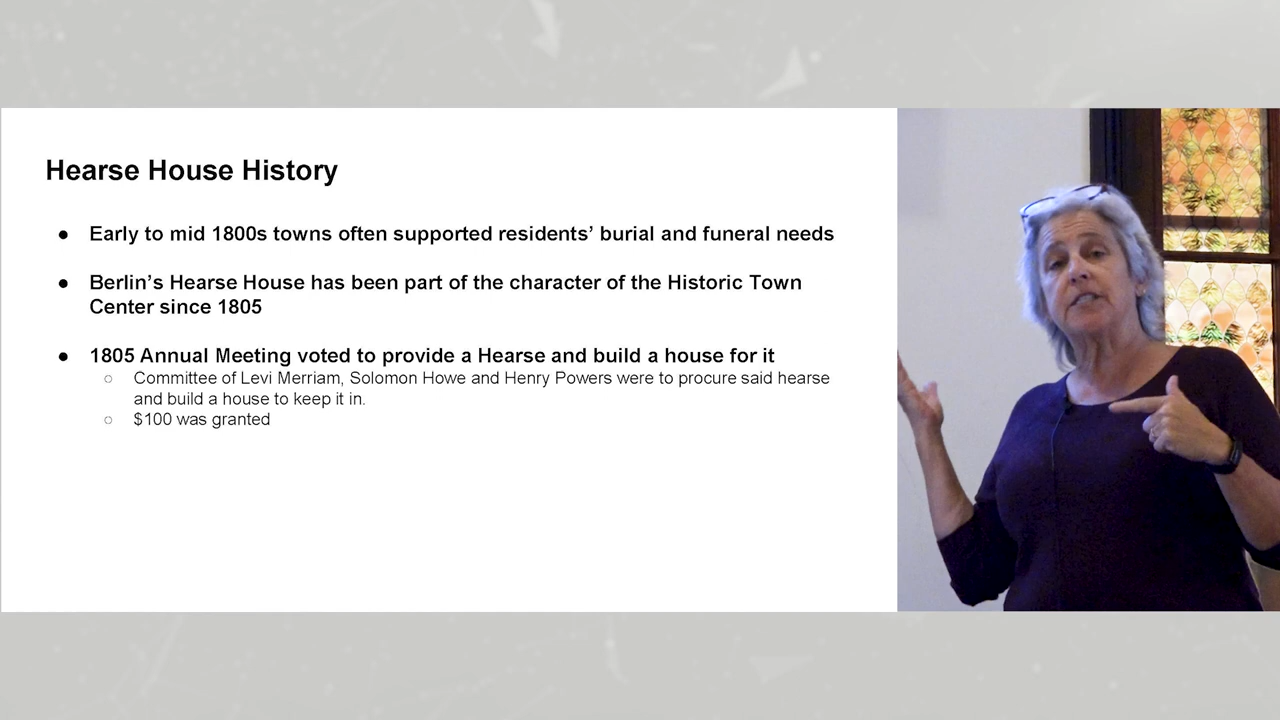 Hearse House History
● Early to mid 1800s towns often supported residents’ burial and funeral needs
● Berlin’s Hearse House has been part of the character of the Historic Town
Center since 1805
● 1805 Annual Meeting voted to provide a Hearse and build a house for it
○ Committee of Levi Merriam, Solomon Howe and Henry Powers were to procure said hearse
and build a house to keep it in.
○ $100 was granted